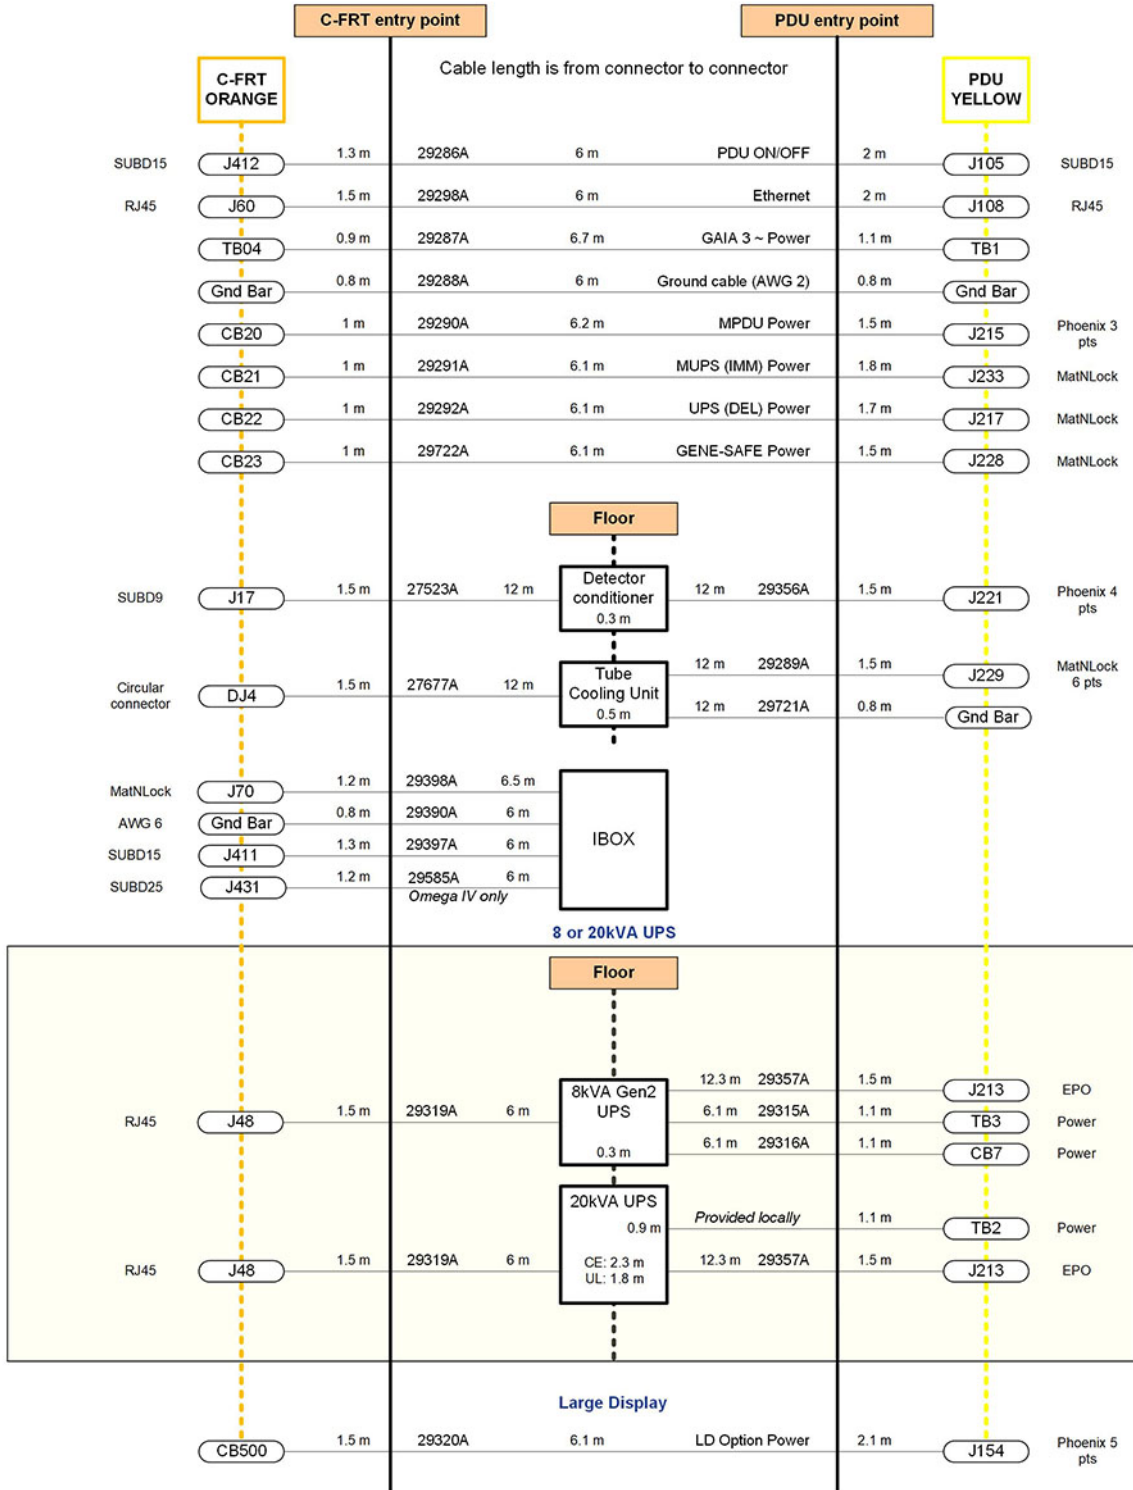 C-FRT entry point
PDU entry point
Cable length is from connector to connector
C-FRT
ORANGE
PDU
YELLOW
SUBD15 J412 1.3 m 29286A 6 m PDU ON/OFF 2 m J105 SUBD15
RJ45 J60 1.5 m 29298A 6 m Ethernet 2 m J108 RJ45
TB04 0.9 m 29287A 6.7 m GAIA 3 ~ Power 1.1 m TB1
Gnd Bar 0.8 m 29288A 6 m Ground cable (AWG 2) 0.8 m Gnd Bar
CB20 1 m 29290A 6.2 m MPDU Power 1.5 m J215 Phoenix 3
pts
CB21 1 m 29291A 6.1 m MUPS (IMM) Power 1.8 m J233 MatNLock
CB22 1 m 29292A 6.1 m UPS (DEL) Power 1.7 m J217 MatNLock
CB23 1 m 29722A 6.1 m GENE-SAFE Power 1.5 m J228 MatNLock
Floor
SUBD9 J17 1.5 m 27523A 12 m
Detector
conditioner
0.3 m
12 m 29356A 1.5 m J221 Phoenix 4
pts
Circular
connector
DJ4 1.5 m 27677A 12 m
Tube
Cooling Unit
0.5 m
12 m 29289A 1.5 m J229 MatNLock
6 pts
12 m 29721A 0.8 m Gnd Bar
MatNLock J70 1.2 m 29398A 6.5 m
AWG 6 Gnd Bar 0.8 m 29390A 6 m
IBOX
SUBD15 J411 1.3 m 29397A 6 m
SUBD25 J431 1.2 m 29585A 6 m
Omega IV only
8 or 20kVA UPS
Floor
RJ45 J48 1.5 m 29319A 6 m
8kVA Gen2
UPS
0.3 m
12.3 m 29357A 1.5 m J213 EPO
6.1 m 29315A 1.1 m TB3 Power
6.1 m 29316A 1.1 m CB7 Power
20kVA UPS
0.9 m
Provided locally 1.1 m TB2 Power
RJ45 J48 1.5 m 29319A 6 m
CE: 2.3 m
UL: 1.8 m
12.3 m 29357A 1.5 m J213 EPO
Large Display
CB500 1.5 m 29320A 6.1 m LD Option Power 2.1 m J154 Phoenix 5
pts